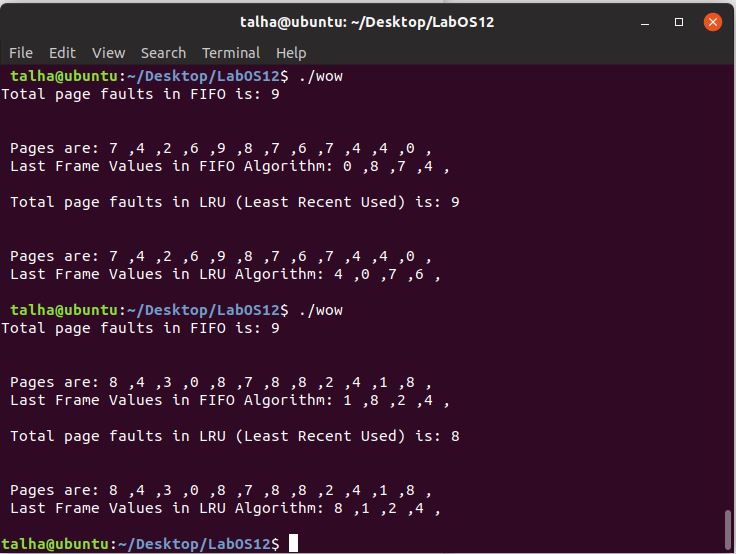 talha@ubuntu: ~/Desktop/LabOS12
File Edit View Search Terminal Help
talha@ubuntu:~/Desktop/LabOS12$ ./wow
Total page faults in FIFO is: 9
Pages are: 7 ,4 ,2 ,6 ,9 ,8 ,7 ,6 ,7 ,4 ,4 ,0 ,
Last Frame Values in FIFO Algorithm: 0 ,8 ,7 ,4 ,
Total page faults in LRU (Least Recent Used) is: 9
Pages are: 7 ,4 ,2 ,6 ,9 ,8 ,7 ,6 ,7 ,4 ,4 ,0 ,
Last Frame Values in LRU Algorithm: 4 ,0 ,7 ,6 ,
talha@ubuntu:~/Desktop/LabOS12$ ./wow
Total page faults in FIFO is: 9
Pages are: 8 ,4 ,3 ,0 ,8 ,7 ,8 ,8 ,2 ,4 ,1 ,8 ,
Last Frame Values in FIFO Algorithm: 1 ,8 ,2 ,4 ,
Total page faults in LRU (Least Recent Used) is: 8
Pages are: 8 ,4 ,3 ,0 ,8 ,7 ,8 ,8 ,2 ,4 ,1 ,8 ,
Last Frame Values in LRU Algorithm: 8 ,1 ,2 ,4 ,
talha@ubuntu:~/Desktop/LabOS12$